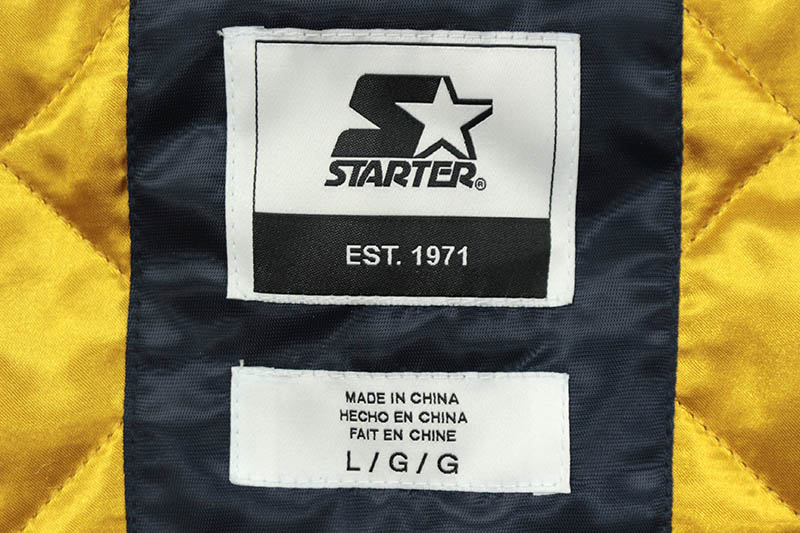 STARTER®
EST. 1971
MADE IN CHINA
HECHO EN CHINA
FAIT EN CHINE
L / G / G